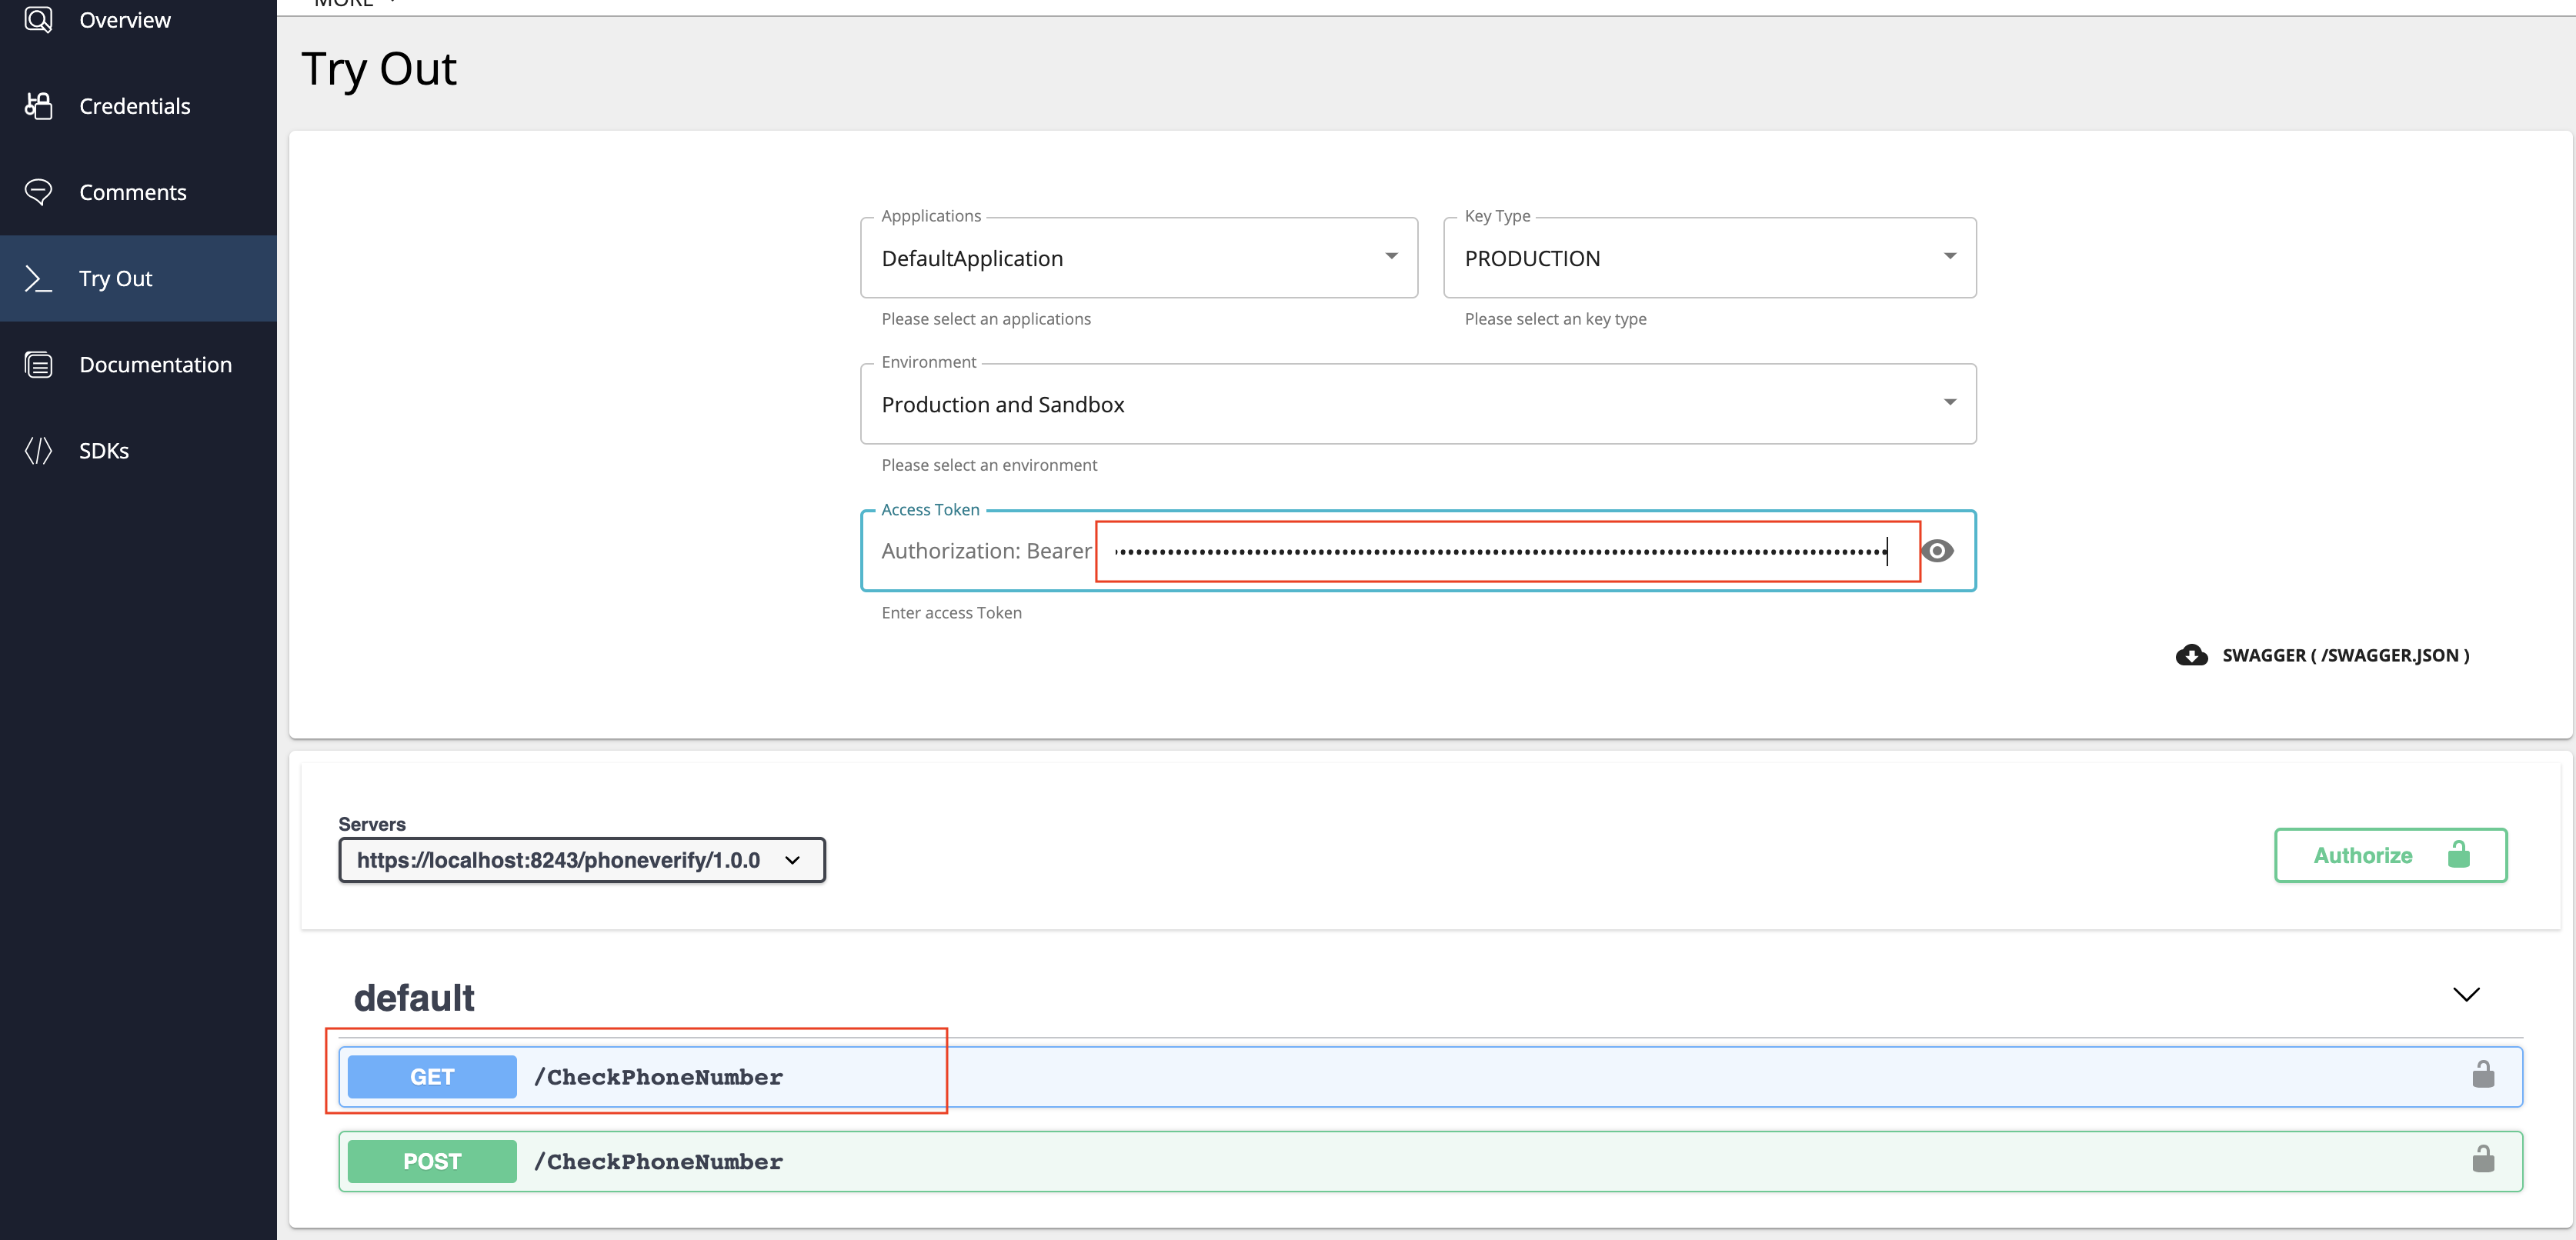 MORE
Overview
Credentials
Comments
Try Out
Documentation
SDKs
Try Out
Appplications
DefaultApplication
Please select an applications
Key Type
PRODUCTION
Please select an key type
Environment
Production and Sandbox
Please select an environment
Access Token
Authorization: Bearer
Enter access Token
SWAGGER ( /SWAGGER.JSON )
Servers
https://localhost:8243/phoneverify/1.0.0
Authorize
default
GET /CheckPhoneNumber
POST /CheckPhoneNumber